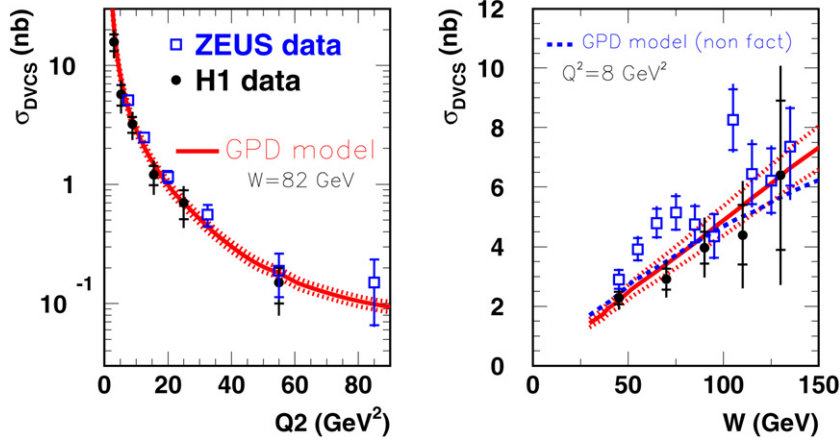 σDVCS (nb)
10
1
10 -1
ZEUS data
H1 data
GPD model
W=82 GeV
0 20 40 60 80
Q2 (GeV²)
σDVCS (nb)
12
10
8
6
4
2
0
GPD model (non fact)
Q²=8 GeV²
0 50 100 150
W (GeV)